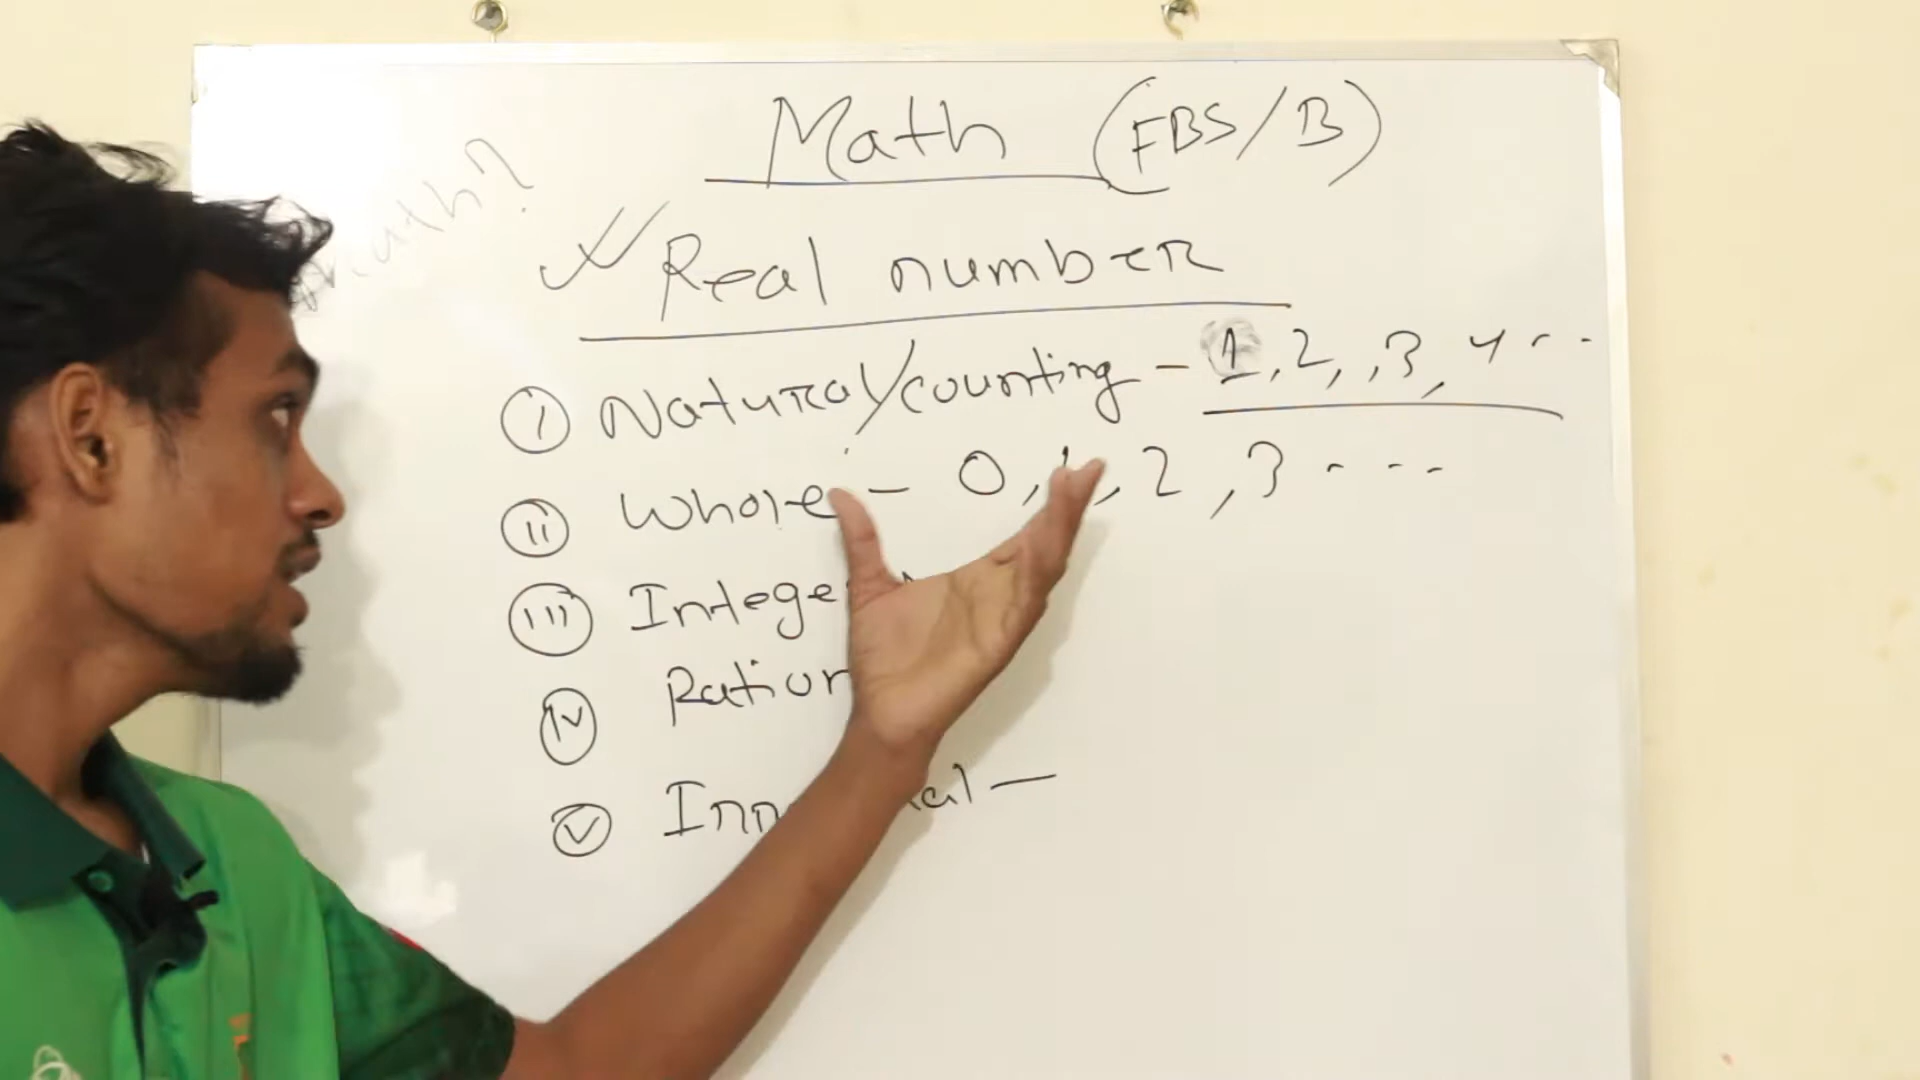 Math (FBS/B)
math?
Real number
i Natural/counting - 1, 2, , 3, 4 - - -
ii Whole - 0, 1, 2, 3 - - - -
iii Intege
iv Ration
v Irr al -